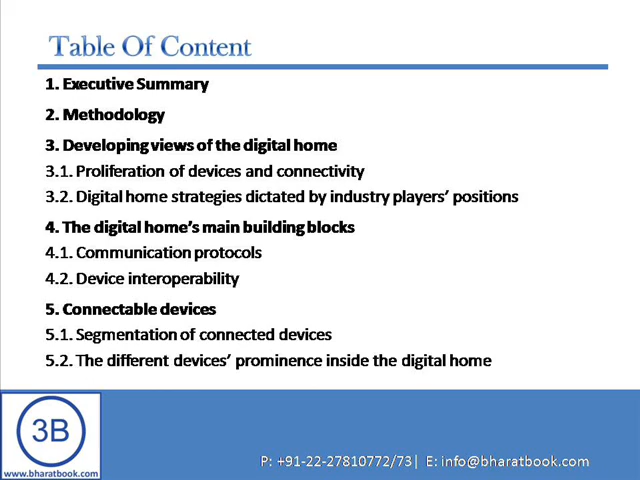 Table Of Content
1. Executive Summary
2. Methodology
3. Developing views of the digital home
3.1. Proliferation of devices and connectivity
3.2. Digital home strategies dictated by industry players’ positions
4. The digital home’s main building blocks
4.1. Communication protocols
4.2. Device interoperability
5. Connectable devices
5.1. Segmentation of connected devices
5.2. The different devices’ prominence inside the digital home
3B
www.bharatbook.com
P: +91-22-27810772/73| E: info@bharatbook.com